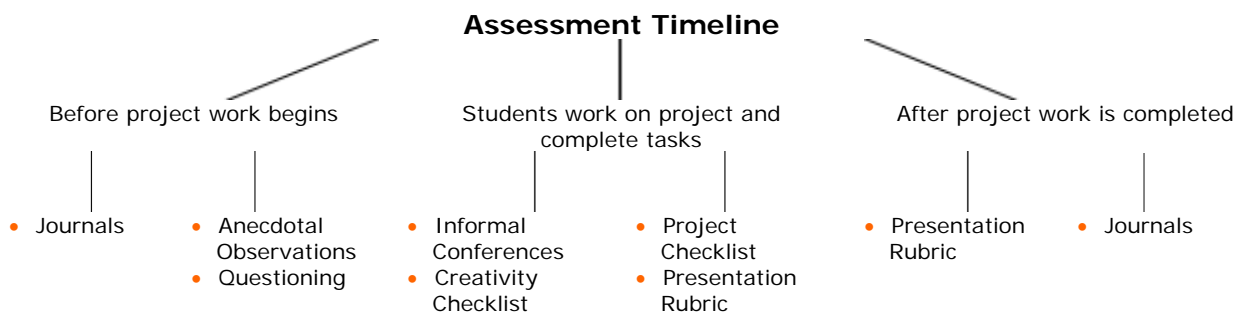 Assessment Timeline
Before project work begins
Students work on project and
complete tasks
After project work is completed
• Journals
• Anecdotal
Observations
• Questioning
• Informal
Conferences
• Creativity
Checklist
• Project
Checklist
• Presentation
Rubric
• Presentation
Rubric
• Journals